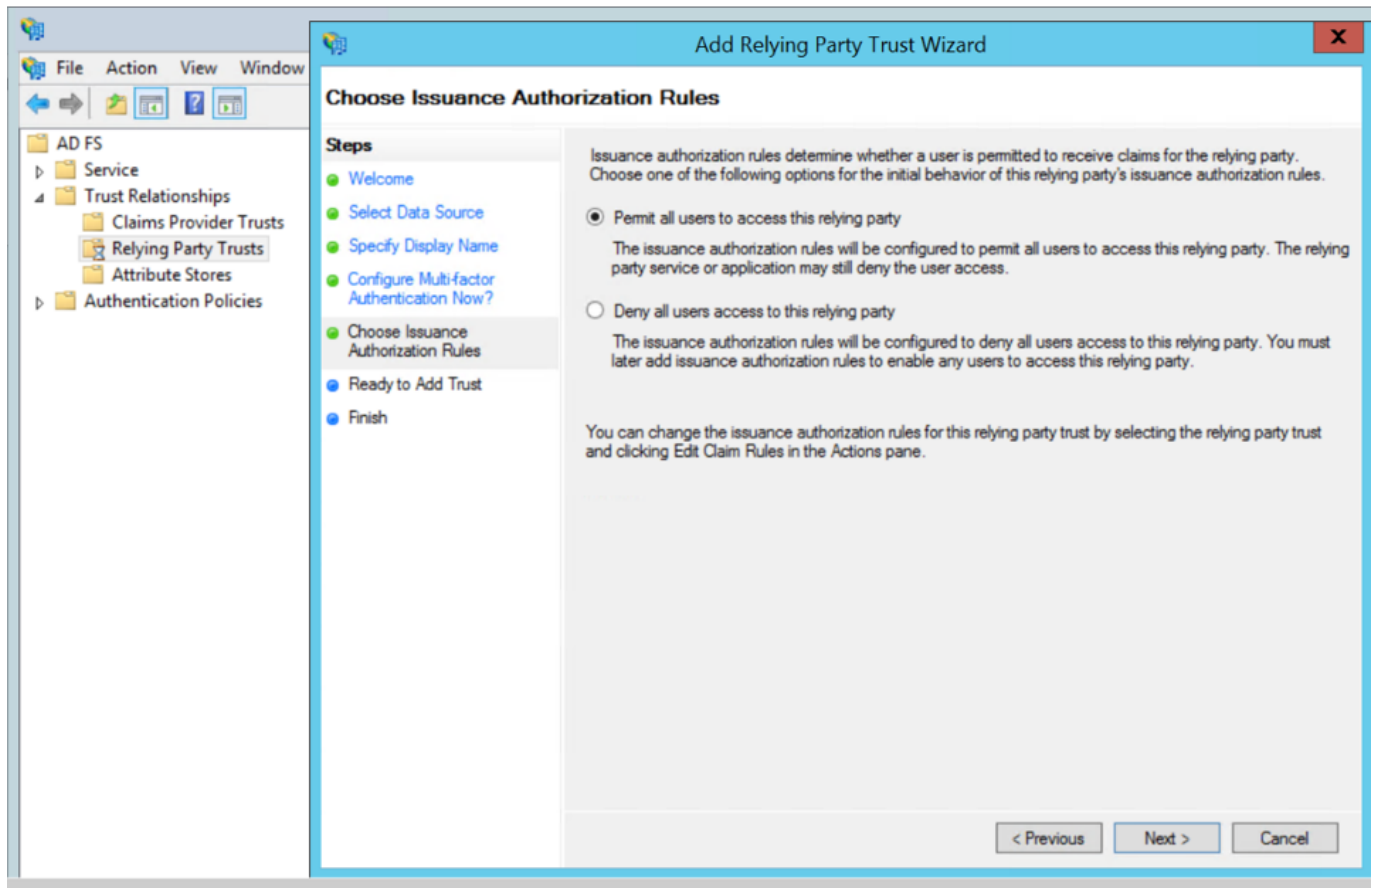 Add Relying Party Trust Wizard
X
File Action View Window
Choose Issuance Authorization Rules
AD FS
Service
Trust Relationships
Claims Provider Trusts
Relying Party Trusts
Attribute Stores
Authentication Policies
Steps
Welcome
Select Data Source
Specify Display Name
Configure Multi-factor
Authentication Now?
Choose Issuance
Authorization Rules
Ready to Add Trust
Finish
Issuance authorization rules determine whether a user is permitted to receive claims for the relying party.
Choose one of the following options for the initial behavior of this relying party's issuance authorization rules.
Permit all users to access this relying party
The issuance authorization rules will be configured to permit all users to access this relying party. The relying
party service or application may still deny the user access.
Deny all users access to this relying party
The issuance authorization rules will be configured to deny all users access to this relying party. You must
later add issuance authorization rules to enable any users to access this relying party.
You can change the issuance authorization rules for this relying party trust by selecting the relying party trust
and clicking Edit Claim Rules in the Actions pane.
< Previous Next > Cancel